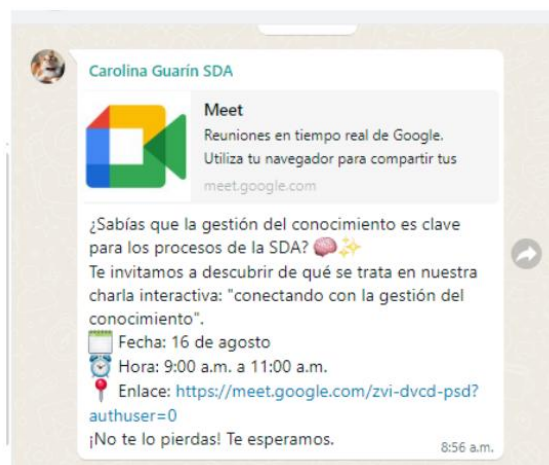 Carolina Guarín SDA
Meet
Reuniones en tiempo real de Google.
Utiliza tu navegador para compartir tus
meet.google.com
¿Sabías que la gestión del conocimiento es clave
para los procesos de la SDA? 🧠✨
Te invitamos a descubrir de qué se trata en nuestra
charla interactiva: "conectando con la gestión del
conocimiento".
🗓️ Fecha: 16 de agosto
⏰ Hora: 9:00 a.m. a 11:00 a.m.
📍 Enlace: https://meet.google.com/zvi-dvcd-psd?
authuser=0
¡No te lo pierdas! Te esperamos.
8:56 a.m.